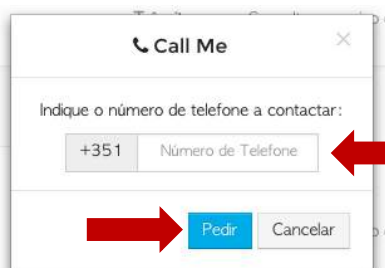 Call Me
Indique o número de telefone a contactar:
+351 Número de Telefone
Pedir Cancelar